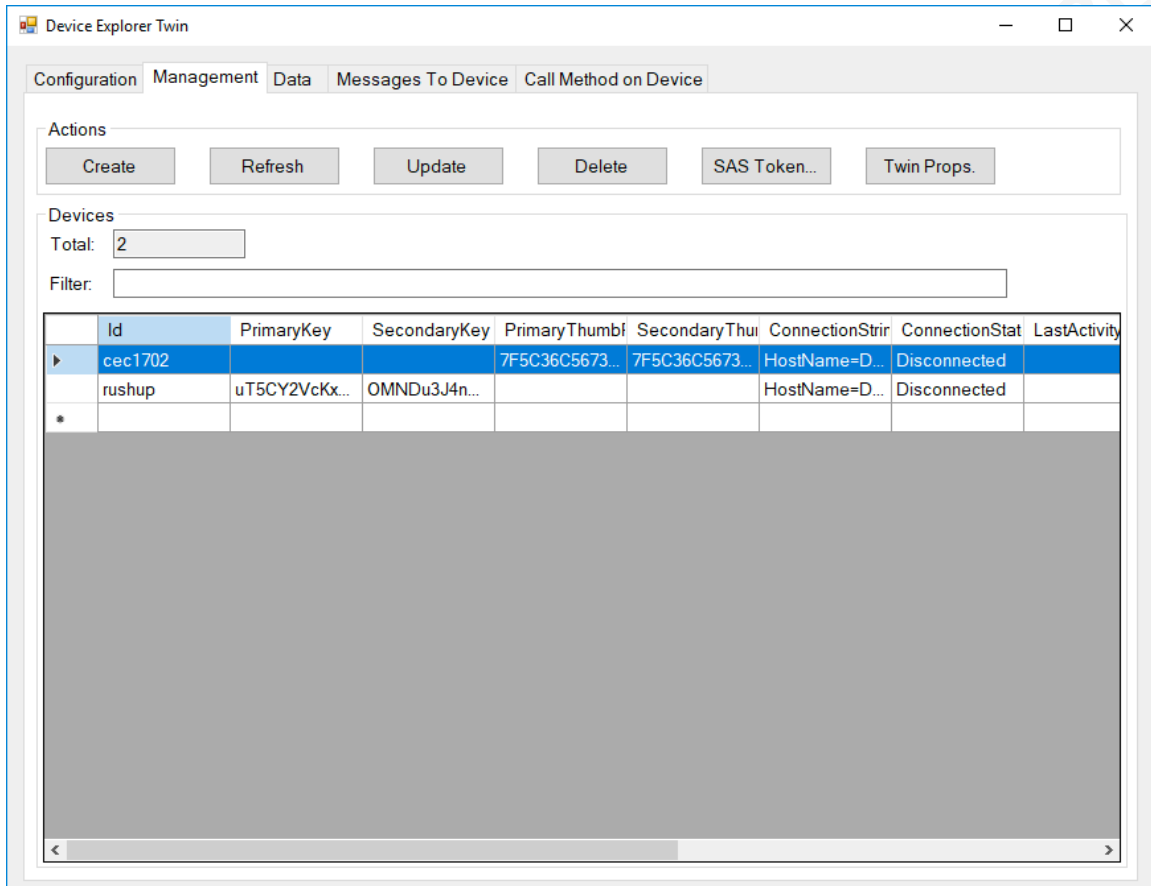 Device Explorer Twin
Configuration Management Data Messages To Device Call Method on Device
Actions
Create Refresh Update Delete SAS Token... Twin Props.
Devices
Total: 2
Filter:
Id PrimaryKey SecondaryKey PrimaryThumb SecondaryThu ConnectionStrin ConnectionStat LastActivity
cec1702 7F5C36C5673... 7F5C36C5673... HostName=D... Disconnected
rushup uT5CY2VcKx... OMNDu3J4n... HostName=D... Disconnected